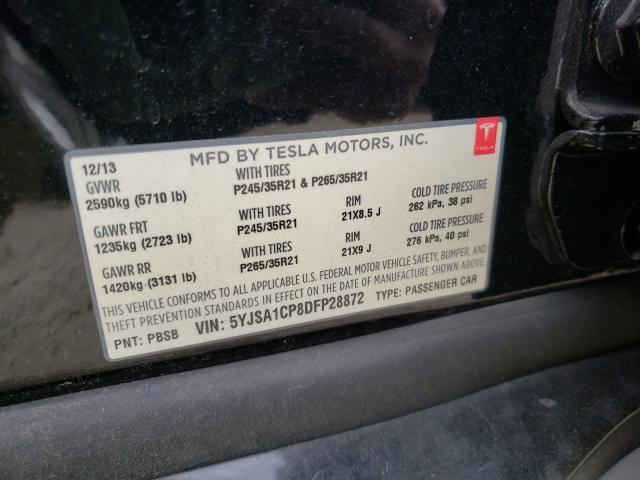 MFD BY TESLA MOTORS, INC.
TESLA
12/13
GVWR
2590kg (5710 lb)
WITH TIRES
P245/35R21 & P265/35R21
GAWR FRT
1235kg (2723 lb)
WITH TIRES
P245/35R21
RIM
21X8.5 J
COLD TIRE PRESSURE
262 kPa, 38 psi
GAWR RR
1420kg (3131 lb)
WITH TIRES
P265/35R21
RIM
21X9 J
COLD TIRE PRESSURE
276 kPa, 40 psi
THIS VEHICLE CONFORMS TO ALL APPLICABLE U.S. FEDERAL MOTOR VEHICLE SAFETY, BUMPER, AND
THEFT PREVENTION STANDARDS IN EFFECT ON THE DATE OF MANUFACTURE SHOWN ABOVE.
PNT: PBSB VIN: 5YJSA1CP8DFP28872 TYPE: PASSENGER CAR